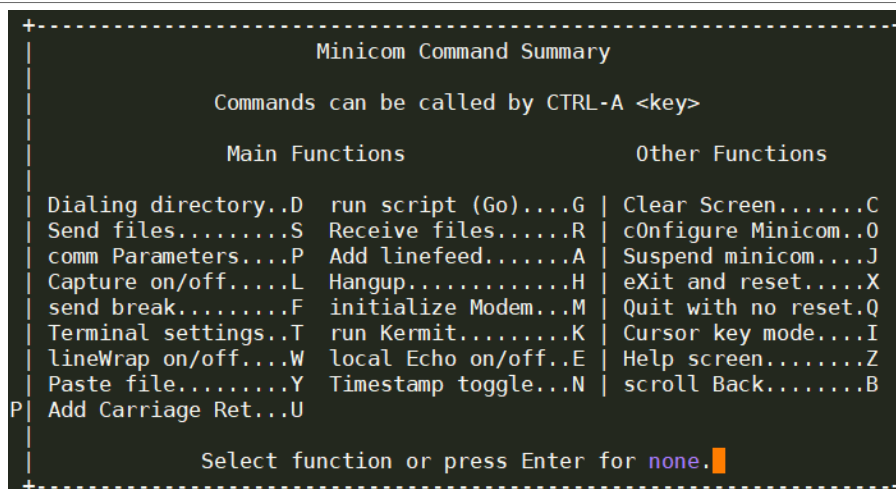 +----------------------------------------------------------------------
| Minicom Command Summary
|
| Commands can be called by CTRL-A <key>
|
| Main Functions Other Functions
|
| Dialing directory..D run script (Go)....G | Clear Screen.......C
| Send files.........S Receive files......R | cOnfigure Minicom..O
| comm Parameters....P Add linefeed.......A | Suspend minicom....J
| Capture on/off.....L Hangup.............H | eXit and reset.....X
| send break.........F initialize Modem...M | Quit with no reset.Q
| Terminal settings..T run Kermit.........K | Cursor key mode....I
| lineWrap on/off....W local Echo on/off..E | Help screen........Z
| Paste file.........Y Timestamp toggle...N | scroll Back........B
P| Add Carriage Ret...U
|
| Select function or press Enter for none.
+----------------------------------------------------------------------